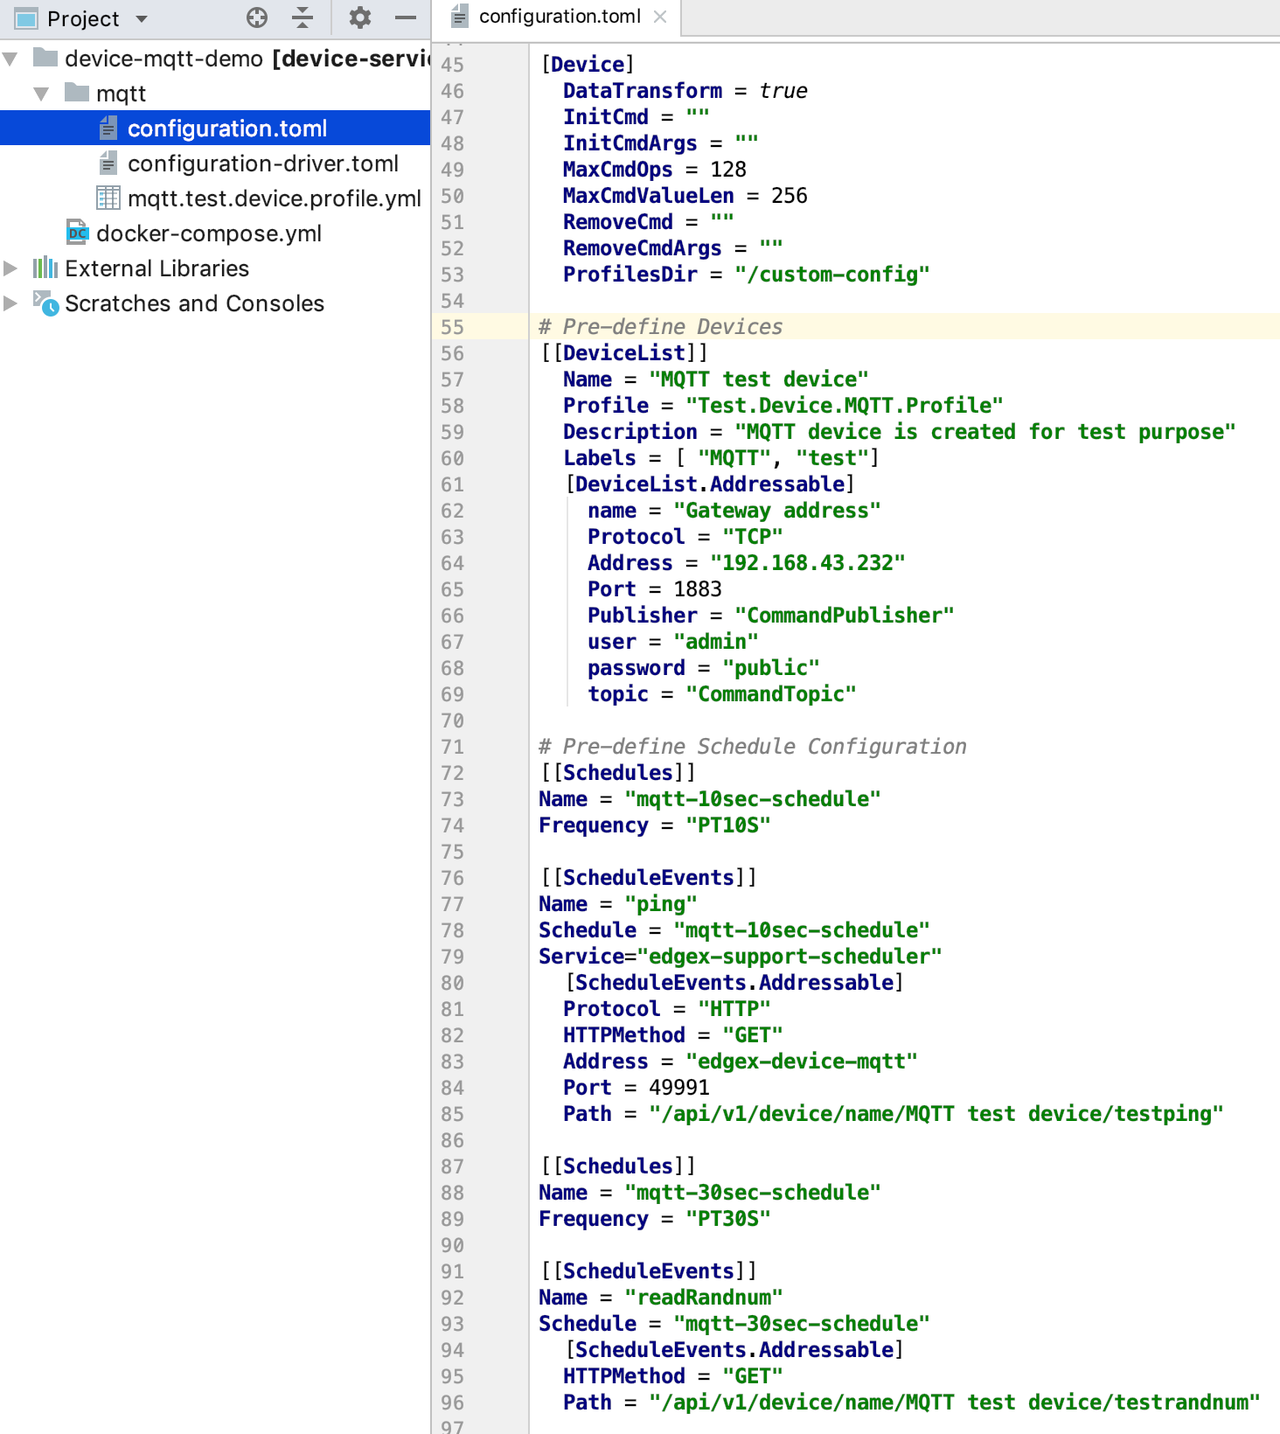 Project
device-mqtt-demo [device-servi
mqtt
configuration.toml
configuration-driver.toml
mqtt.test.device.profile.yml
DC docker-compose.yml
External Libraries
Scratches and Consoles
configuration.toml
45 [Device]
46 DataTransform = true
47 InitCmd = ""
48 InitCmdArgs = ""
49 MaxCmdOps = 128
50 MaxCmdValueLen = 256
51 RemoveCmd = ""
52 RemoveCmdArgs = ""
53 ProfilesDir = "/custom-config"
54
55 # Pre-define Devices
56 [[DeviceList]]
57 Name = "MQTT test device"
58 Profile = "Test.Device.MQTT.Profile"
59 Description = "MQTT device is created for test purpose"
60 Labels = [ "MQTT", "test"]
61 [DeviceList.Addressable]
62 name = "Gateway address"
63 Protocol = "TCP"
64 Address = "192.168.43.232"
65 Port = 1883
66 Publisher = "CommandPublisher"
67 user = "admin"
68 password = "public"
69 topic = "CommandTopic"
70
71 # Pre-define Schedule Configuration
72 [[Schedules]]
73 Name = "mqtt-10sec-schedule"
74 Frequency = "PT10S"
75
76 [[ScheduleEvents]]
77 Name = "ping"
78 Schedule = "mqtt-10sec-schedule"
79 Service="edgex-support-scheduler"
80 [ScheduleEvents.Addressable]
81 Protocol = "HTTP"
82 HTTPMethod = "GET"
83 Address = "edgex-device-mqtt"
84 Port = 49991
85 Path = "/api/v1/device/name/MQTT test device/testping"
86
87 [[Schedules]]
88 Name = "mqtt-30sec-schedule"
89 Frequency = "PT30S"
90
91 [[ScheduleEvents]]
92 Name = "readRandnum"
93 Schedule = "mqtt-30sec-schedule"
94 [ScheduleEvents.Addressable]
95 HTTPMethod = "GET"
96 Path = "/api/v1/device/name/MQTT test device/testrandnum"
97